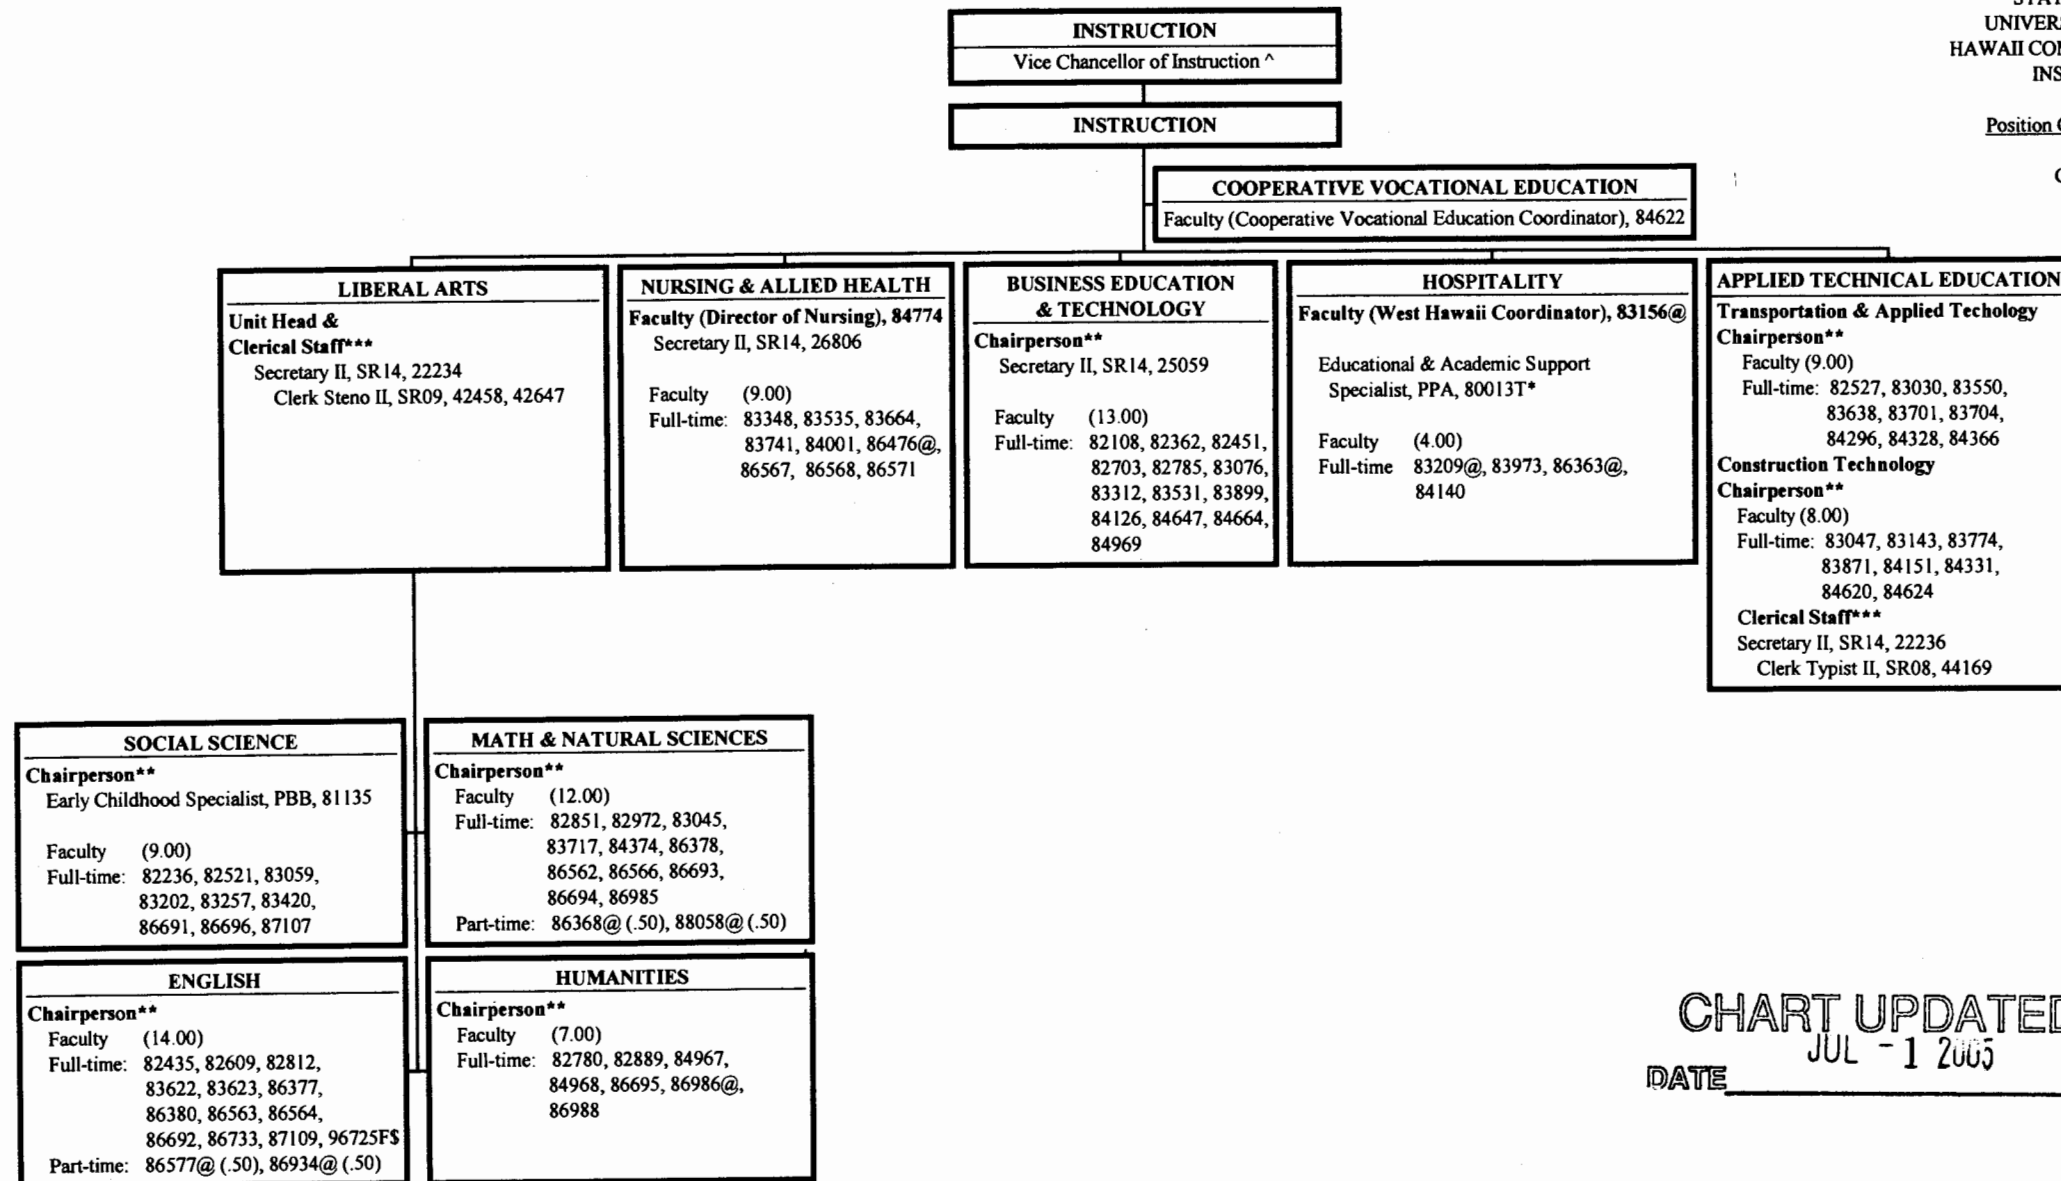 INSTRUCTION
Vice Chancellor of Instruction ^
INSTRUCTION
UNIVERS
HAWAII CON
INS
Position C
COOPERATIVE VOCATIONAL EDUCATION
Faculty (Cooperative Vocational Education Coordinator), 84622
LIBERAL ARTS
Unit Head &
Clerical Staff***
Secretary II, SR14, 22234
Clerk Steno II, SR09, 42458, 42647
NURSING & ALLIED HEALTH
Faculty (Director of Nursing), 84774
Secretary II, SR14, 26806
Faculty (9.00)
Full-time: 83348, 83535, 83664,
83741, 84001, 86476@,
86567, 86568, 86571
BUSINESS EDUCATION
& TECHNOLOGY
Chairperson**
Secretary II, SR14, 25059
Faculty (13.00)
Full-time: 82108, 82362, 82451,
82703, 82785, 83076,
83312, 83531, 83899,
84126, 84647, 84664,
84969
HOSPITALITY
Faculty (West Hawaii Coordinator), 83156@
Educational & Academic Support
Specialist, PPA, 80013T*
Faculty (4.00)
Full-time 83209@, 83973, 86363@,
84140
APPLIED TECHNICAL EDUCATION
Transportation & Applied Techology
Chairperson**
Faculty (9.00)
Full-time: 82527, 83030, 83550,
83638, 83701, 83704,
84296, 84328, 84366
Construction Technology
Chairperson**
Faculty (8.00)
Full-time: 83047, 83143, 83774,
83871, 84151, 84331,
84620, 84624
Clerical Staff***
Secretary II, SR14, 22236
Clerk Typist II, SR08, 44169
SOCIAL SCIENCE
Chairperson**
Early Childhood Specialist, PBB, 81135
Faculty (9.00)
Full-time: 82236, 82521, 83059,
83202, 83257, 83420,
86691, 86696, 87107
MATH & NATURAL SCIENCES
Chairperson**
Faculty (12.00)
Full-time: 82851, 82972, 83045,
83717, 84374, 86378,
86562, 86566, 86693,
86694, 86985
Part-time: 86368@ (.50), 88058@ (.50)
ENGLISH
Chairperson**
Faculty (14.00)
Full-time: 82435, 82609, 82812,
83622, 83623, 86377,
86380, 86563, 86564,
86692, 86733, 87109, 96725F$
Part-time: 86577@ (.50), 86934@ (.50)
HUMANITIES
Chairperson**
Faculty (7.00)
Full-time: 82780, 82889, 84967,
84968, 86695, 86986@,
86988
CHART UPDATED
JUL - 1 2005
DATE